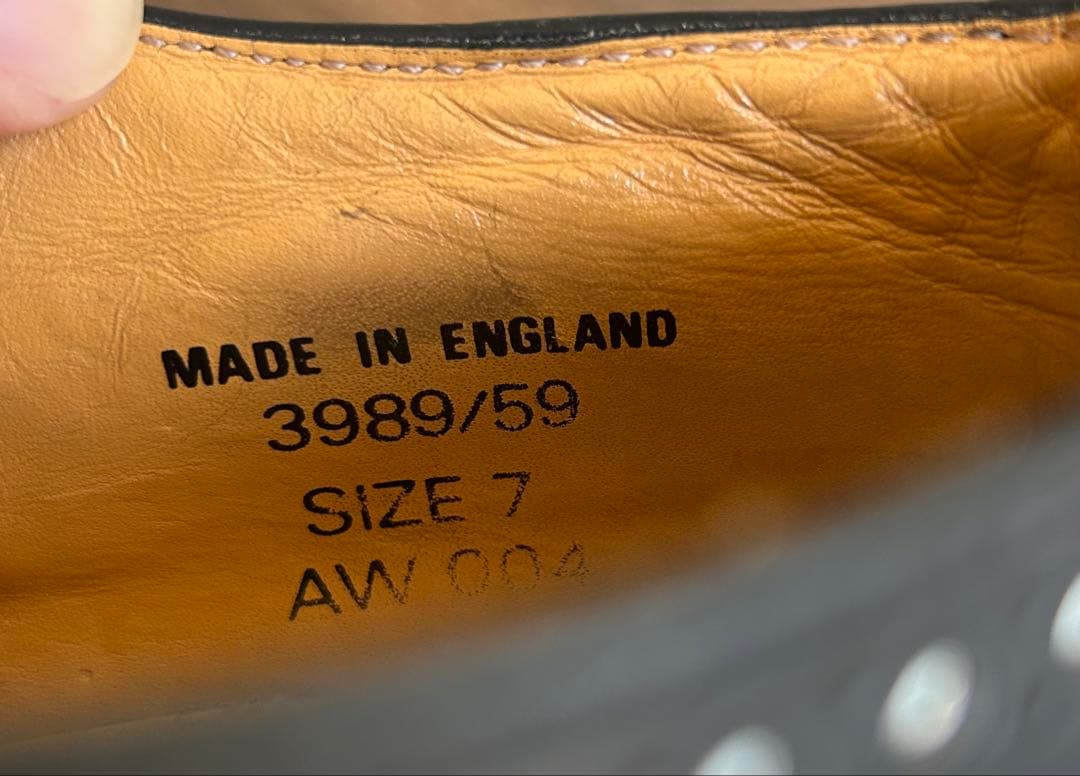 MADE IN ENGLAND
3989/59
SIZE 7
AW 004